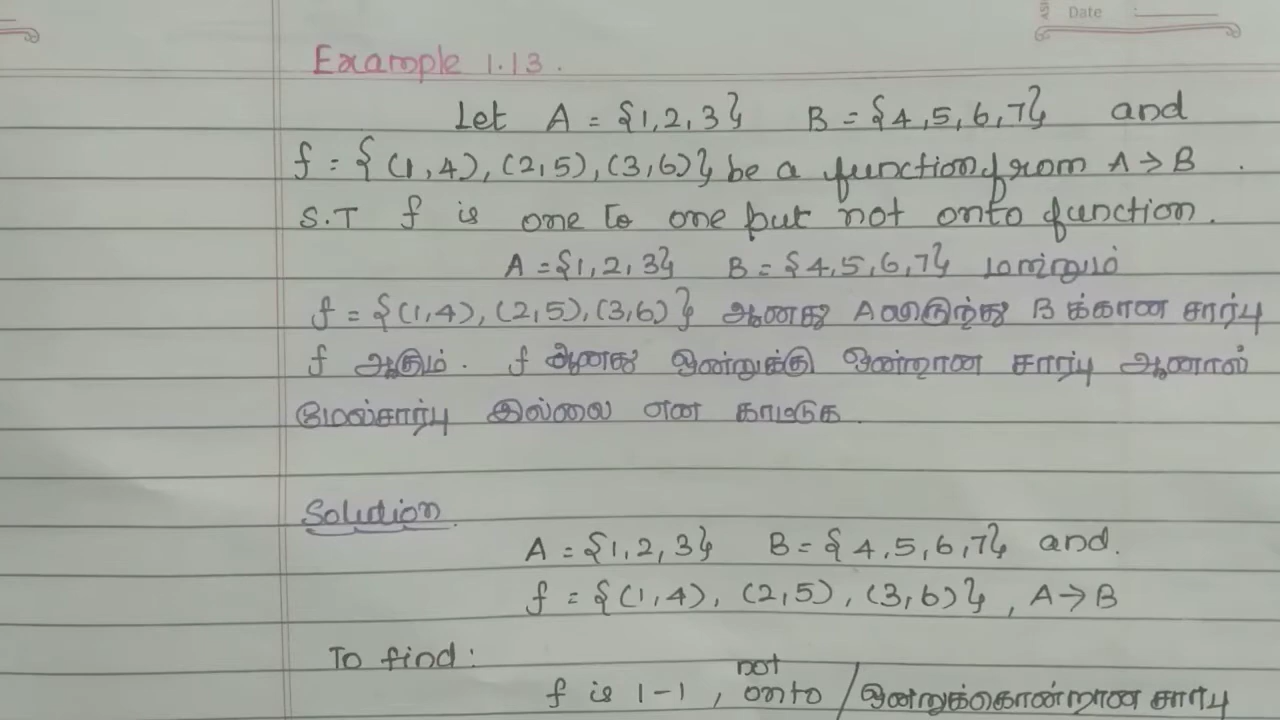 Date :
Example 1.13.
Let A = {1, 2, 3} B = {4, 5, 6, 7} and
f = { (1, 4), (2, 5), (3, 6)} be a function from A → B .
S.T f is one to one but not onto function.
A = {1, 2, 3} B = {4, 5, 6, 7} மற்றும்
f = {(1, 4), (2, 5), (3, 6)} ஆனது A லிருந்து B க்கான சார்பு
f ஆகும். f ஆனது ஒன்றுக்கு ஒன்றான சார்பு ஆனால்
மேல்சார்பு இல்லை என காட்டுக.
Solution.
A = {1, 2, 3} B = {4, 5, 6, 7} and.
f = {(1, 4), (2, 5), (3, 6)}, A → B
To find:
not
f is 1 - 1 , onto / ஒன்றுக்கொன்றான சார்பு